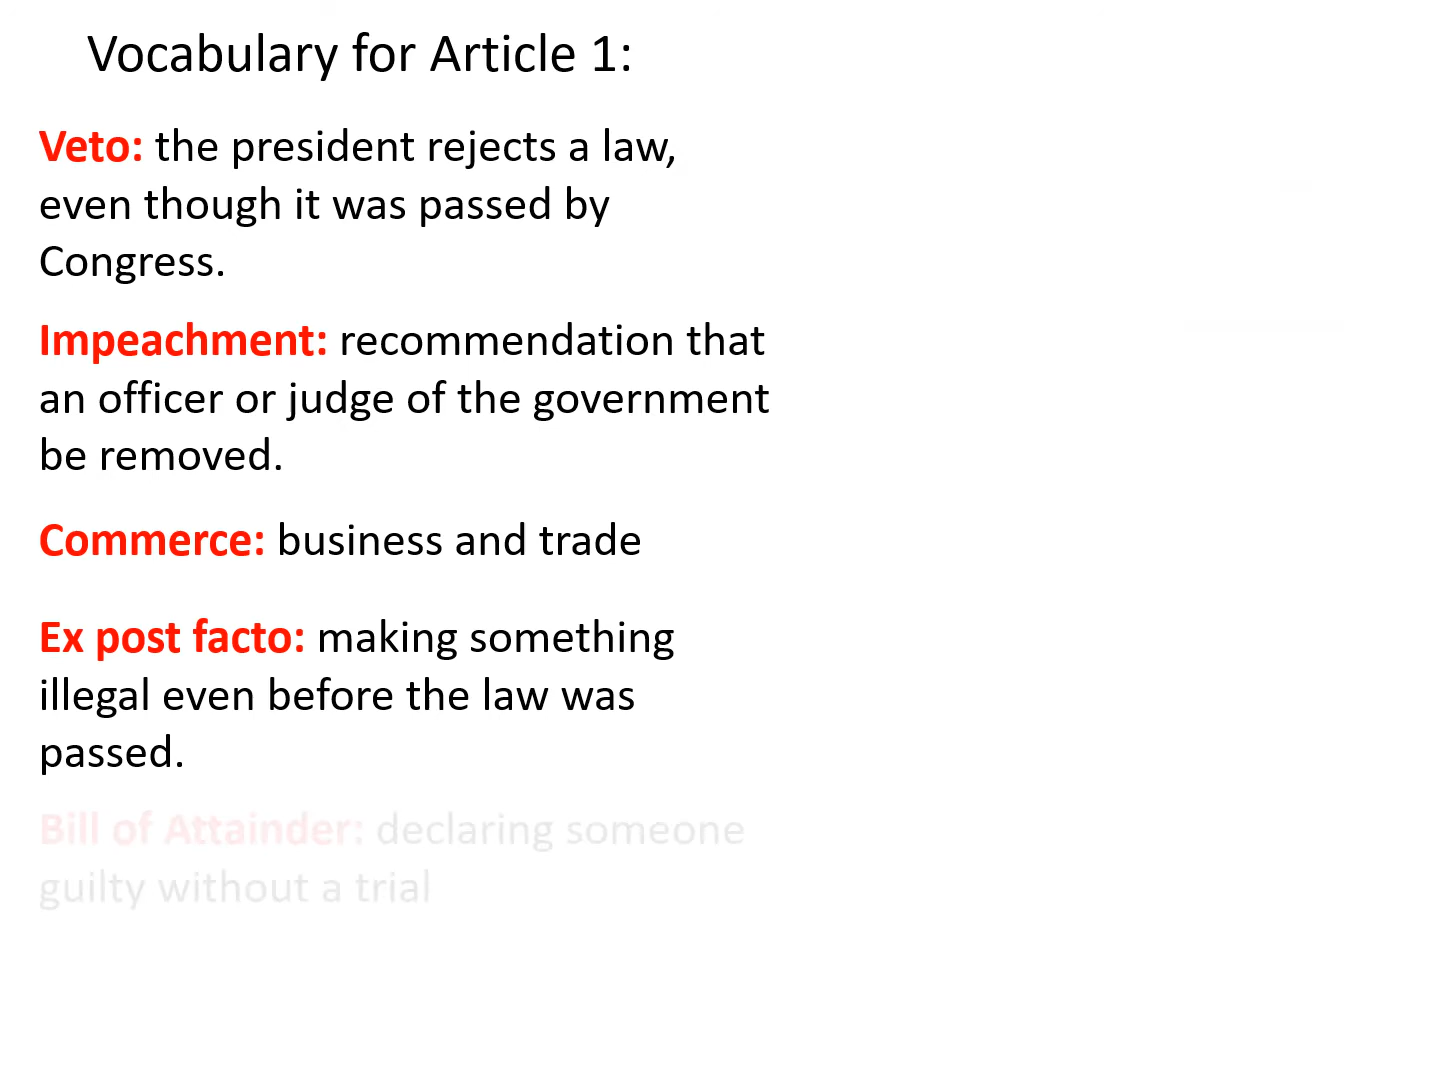 Vocabulary for Article 1:
Veto: the president rejects a law,
even though it was passed by
Congress.
Impeachment: recommendation that
an officer or judge of the government
be removed.
Commerce: business and trade
Ex post facto: making something
illegal even before the law was
passed.
Bill of Attainder: declaring someone
guilty without a trial